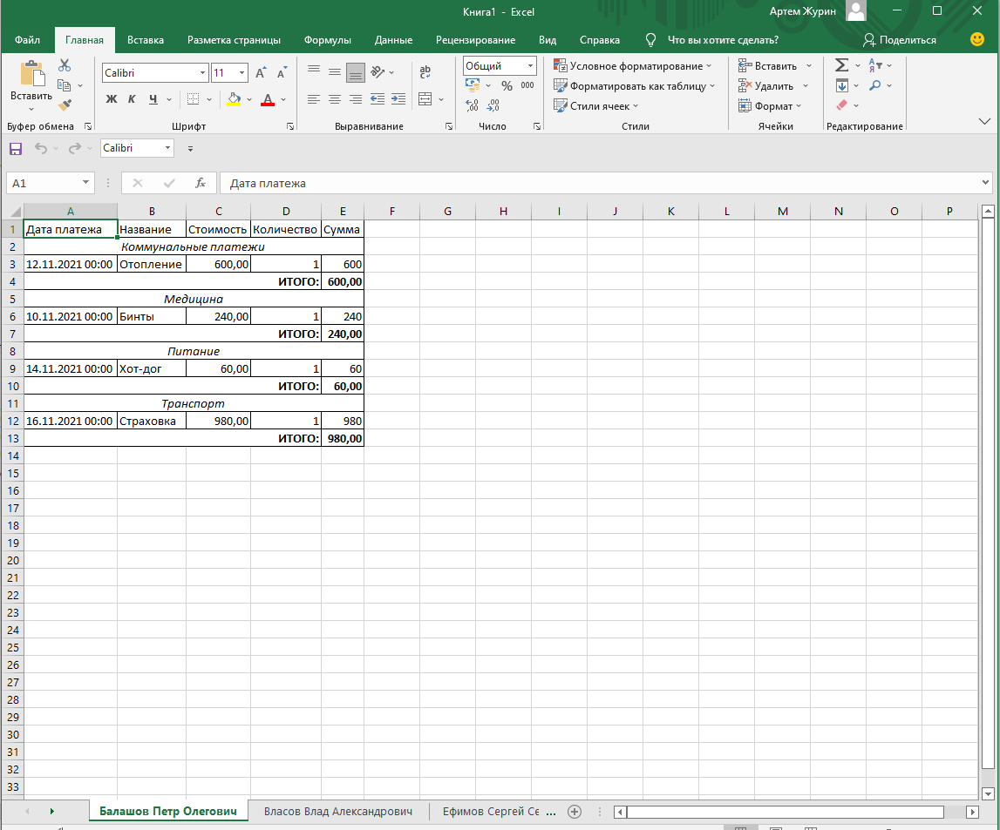 Книга1 - Excel
Артем Журин
Файл Главная Вставка Разметка страницы Формулы Данные Рецензирование Вид Справка Что вы хотите сделать? Поделиться
Вставить
Calibri 11
Ж К Ч
ab
Общий
% 000
Условное форматирование
Форматировать как таблицу
Стили ячеек
Вставить
Удалить
Формат
Буфер обмена Шрифт Выравнивание Число Стили Ячейки Редактирование
Calibri
A1 fx Дата платежа
A B C D E F G H I J K L M N O P
1 Дата платежа Название Стоимость Количество Сумма
2 Коммунальные платежи
3 12.11.2021 00:00 Отопление 600,00 1 600
4 ИТОГО: 600,00
5 Медицина
6 10.11.2021 00:00 Бинты 240,00 1 240
7 ИТОГО: 240,00
8 Питание
9 14.11.2021 00:00 Хот-дог 60,00 1 60
10 ИТОГО: 60,00
11 Транспорт
12 16.11.2021 00:00 Страховка 980,00 1 980
13 ИТОГО: 980,00
14
15
16
17
18
19
20
21
22
23
24
25
26
27
28
29
30
31
32
33
Балашов Петр Олегович Власов Влад Александрович Ефимов Сергей Се ...